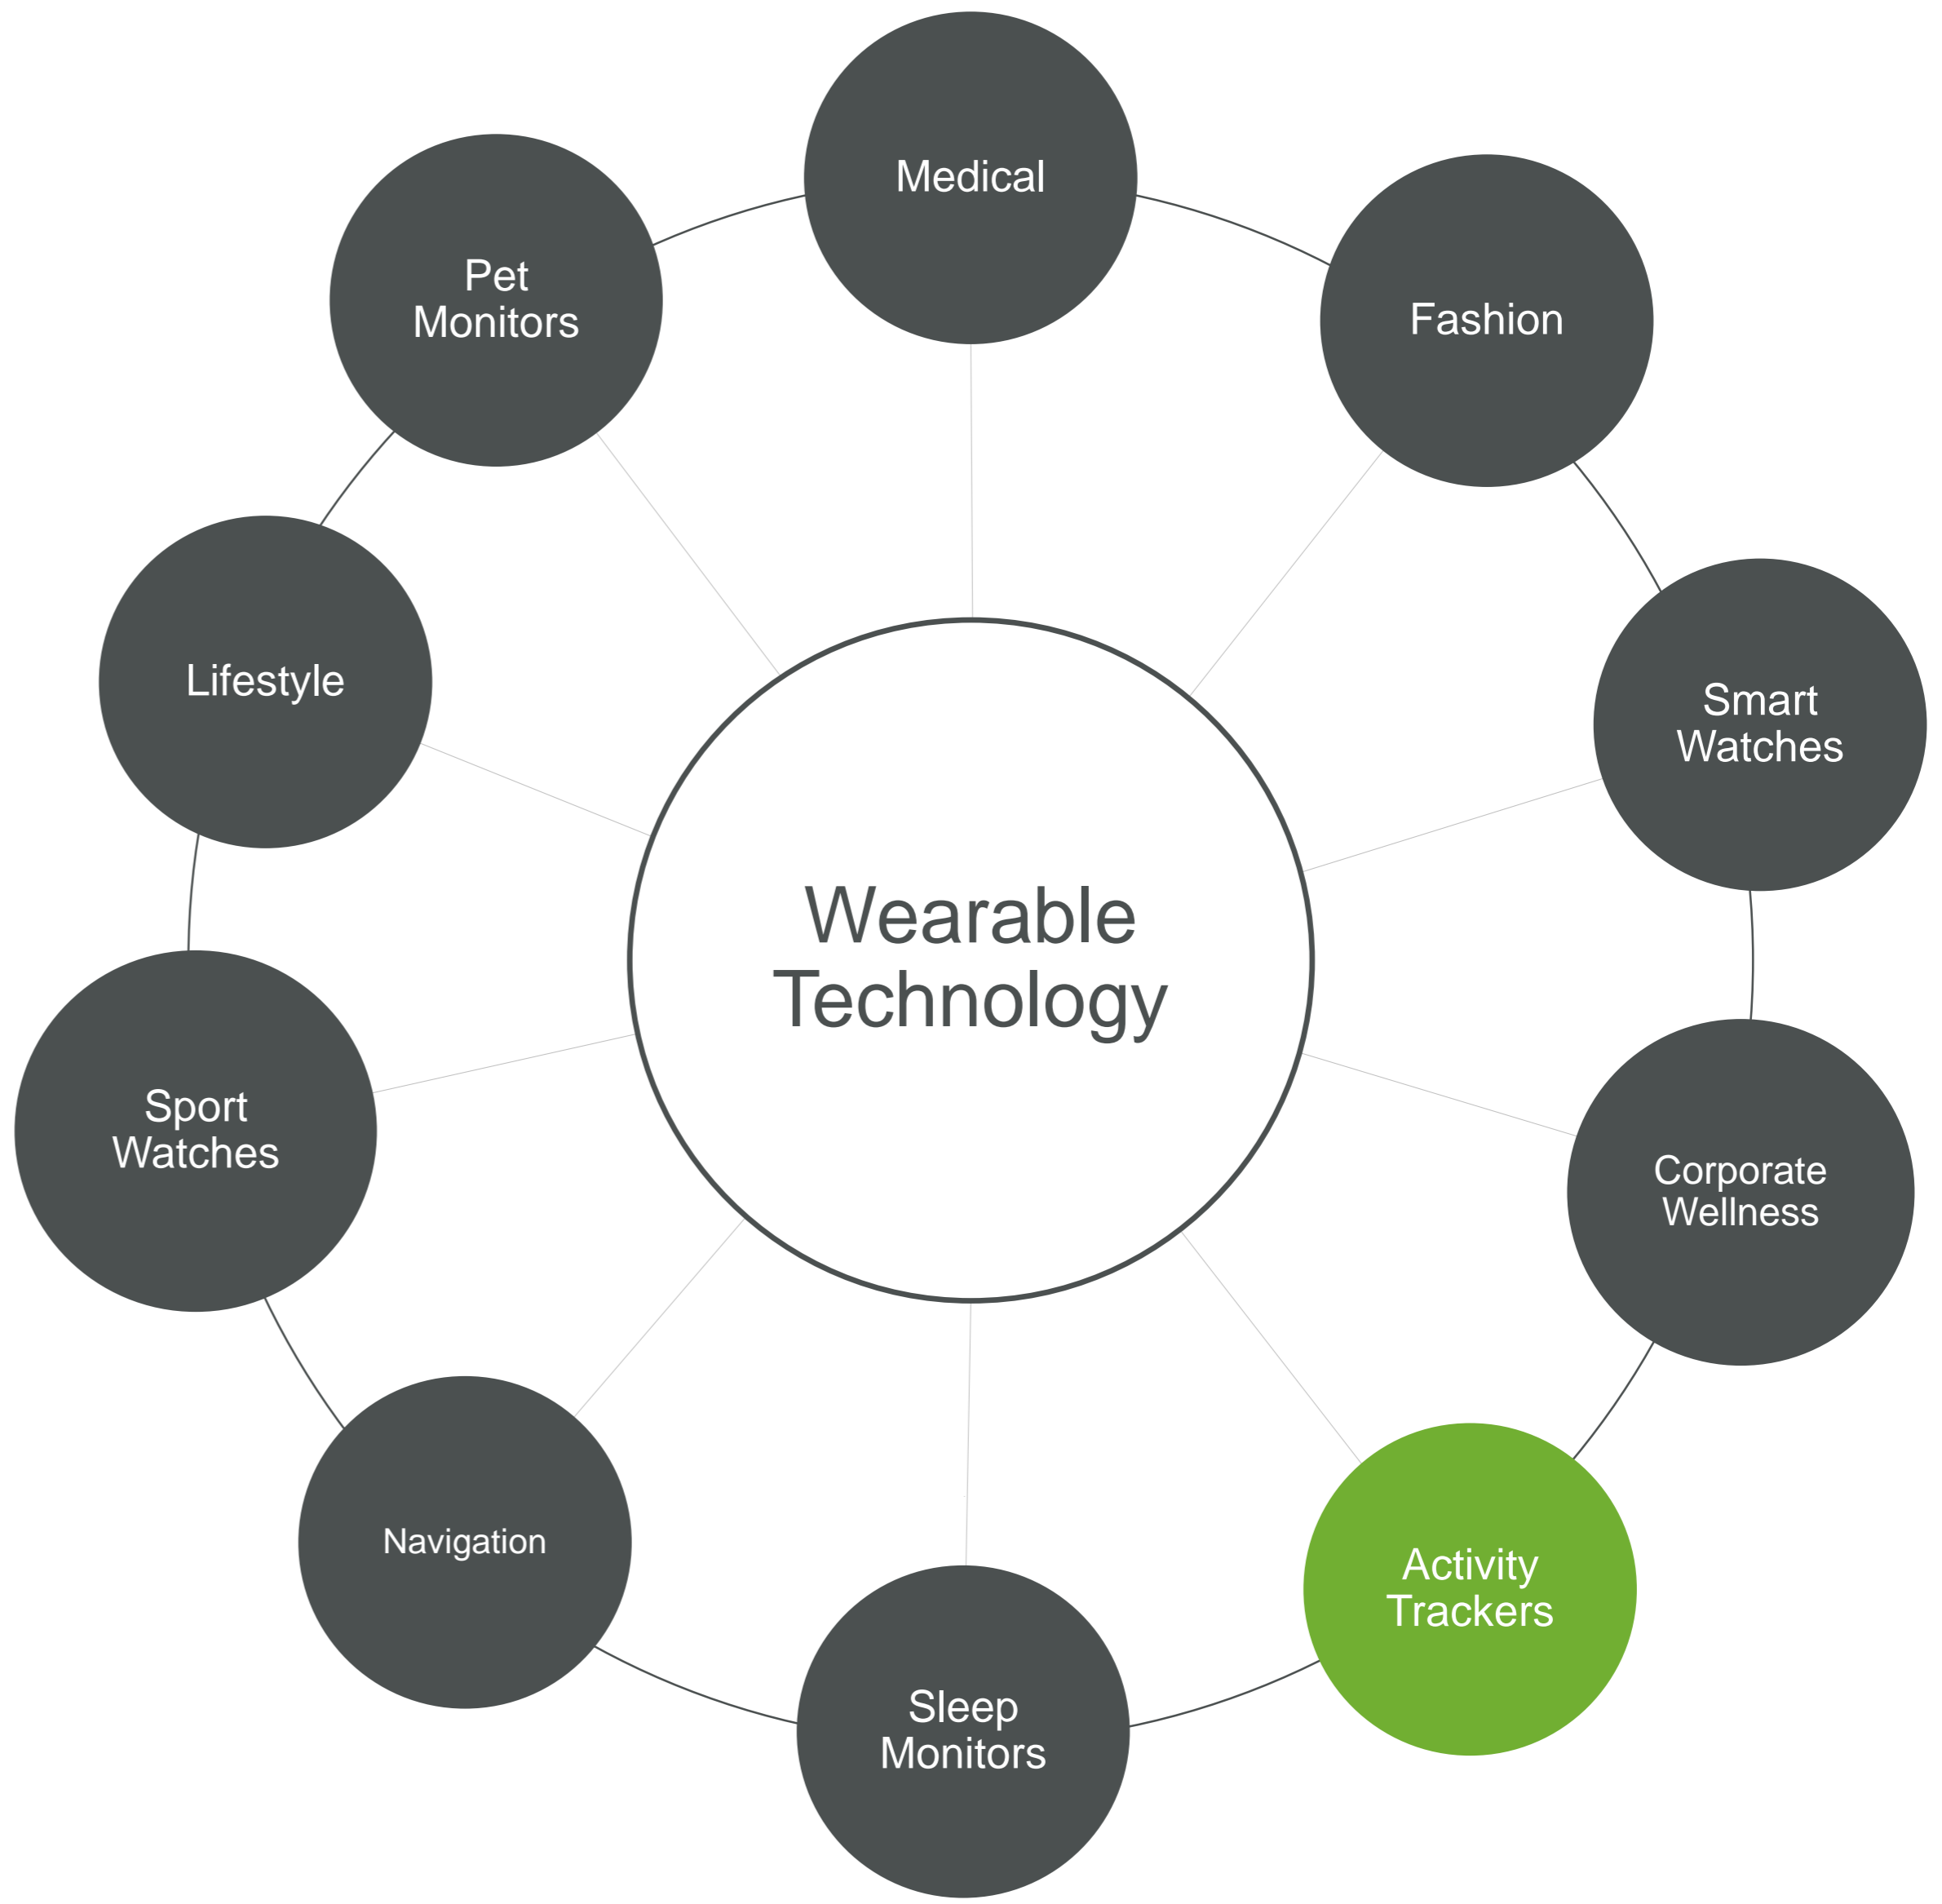 Medical
Fashion
Smart
Watches
Corporate
Wellness
Activity
Trackers
Sleep
Monitors
Navigation
Sport
Watches
Lifestyle
Pet
Monitors
Wearable
Technology